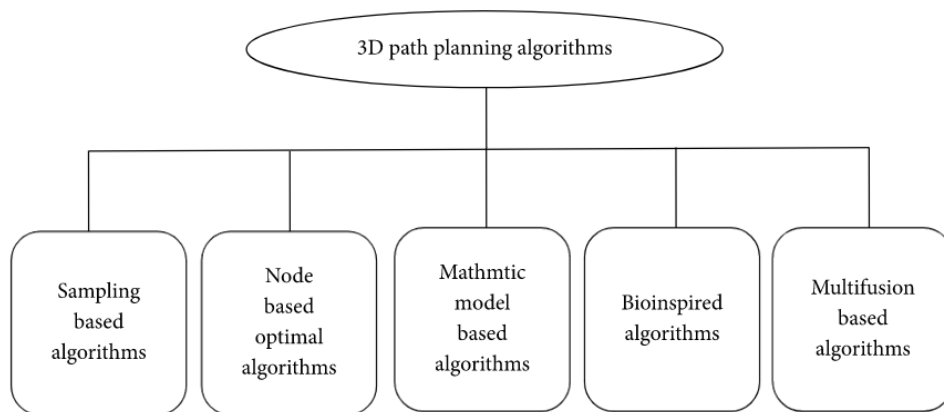 3D path planning algorithms
Sampling
based
algorithms
Node
based
optimal
algorithms
Mathmtic
model
based
algorithms
Bioinspired
algorithms
Multifusion
based
algorithms